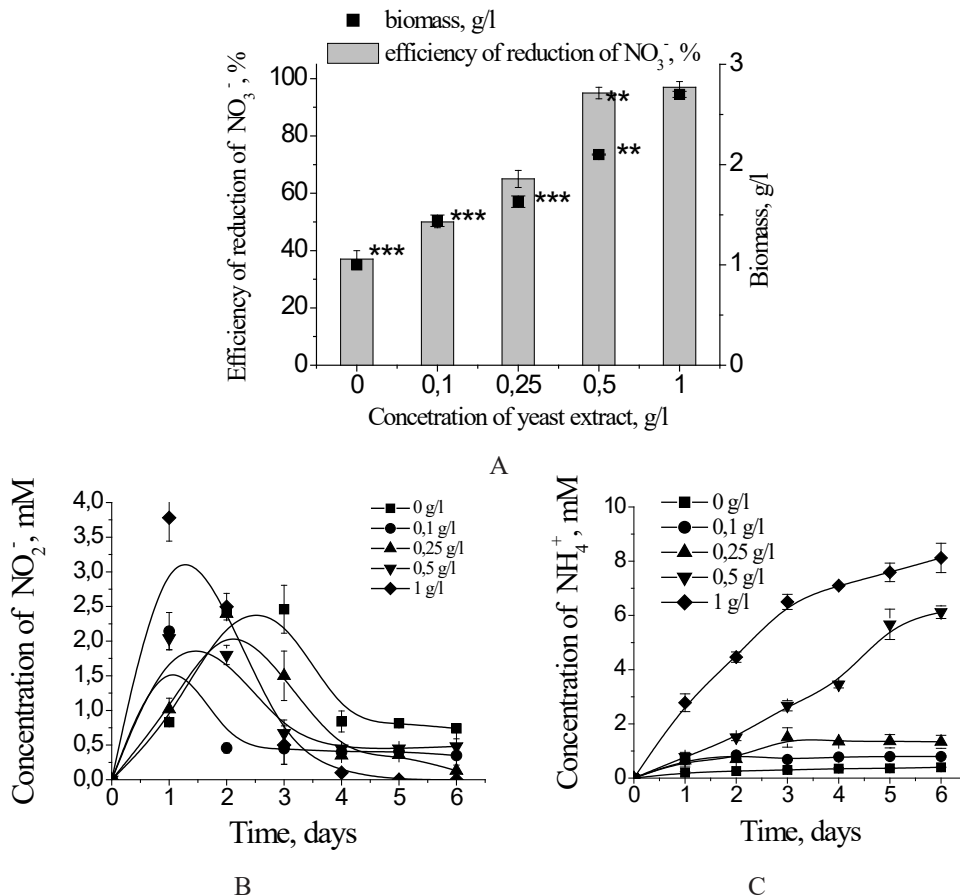 biomass, g/l
efficiency of reduction of NO₃⁻, %
Efficiency of reduction of NO₃⁻, %
100
80
60
40
20
0
***
***
***
**
**
3
2
1
0
Biomass, g/l
0 0,1 0,25 0,5 1
Concetration of yeast extract, g/l
A
Concentration of NO₂⁻, mM
4,0
3,5
3,0
2,5
2,0
1,5
1,0
0,5
0,0
0 g/l
0,1 g/l
0,25 g/l
0,5 g/l
1 g/l
0 1 2 3 4 5 6
Time, days
B
Concentration of NH₄⁺, mM
10
8
6
4
2
0
0 g/l
0,1 g/l
0,25 g/l
0,5 g/l
1 g/l
0 1 2 3 4 5 6
Time, days
C